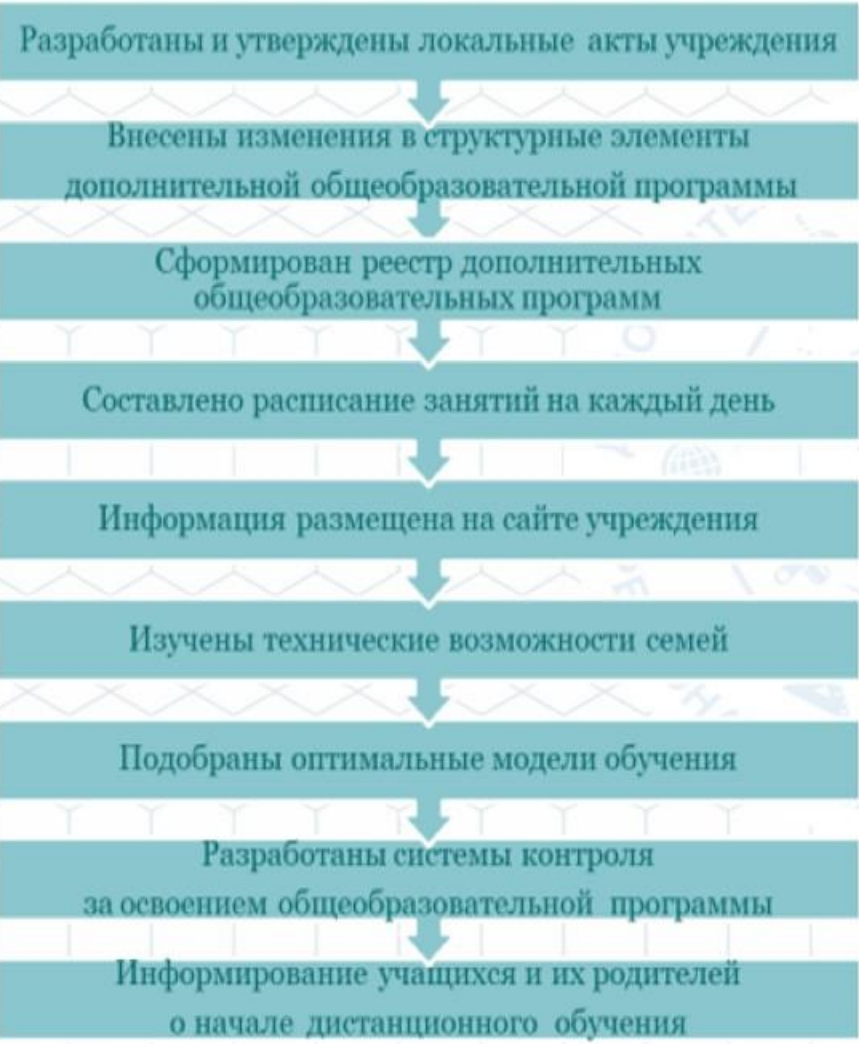 Разработаны и утверждены локальные акты учреждения
Внесены изменения в структурные элементы
дополнительной общеобразовательной программы
Сформирован реестр дополнительных
общеобразовательных программ
Составлено расписание занятий на каждый день
Информация размещена на сайте учреждения
Изучены технические возможности семей
Подобраны оптимальные модели обучения
Разработаны системы контроля
за освоением общеобразовательной программы
Информирование учащихся и их родителей
о начале дистанционного обучения